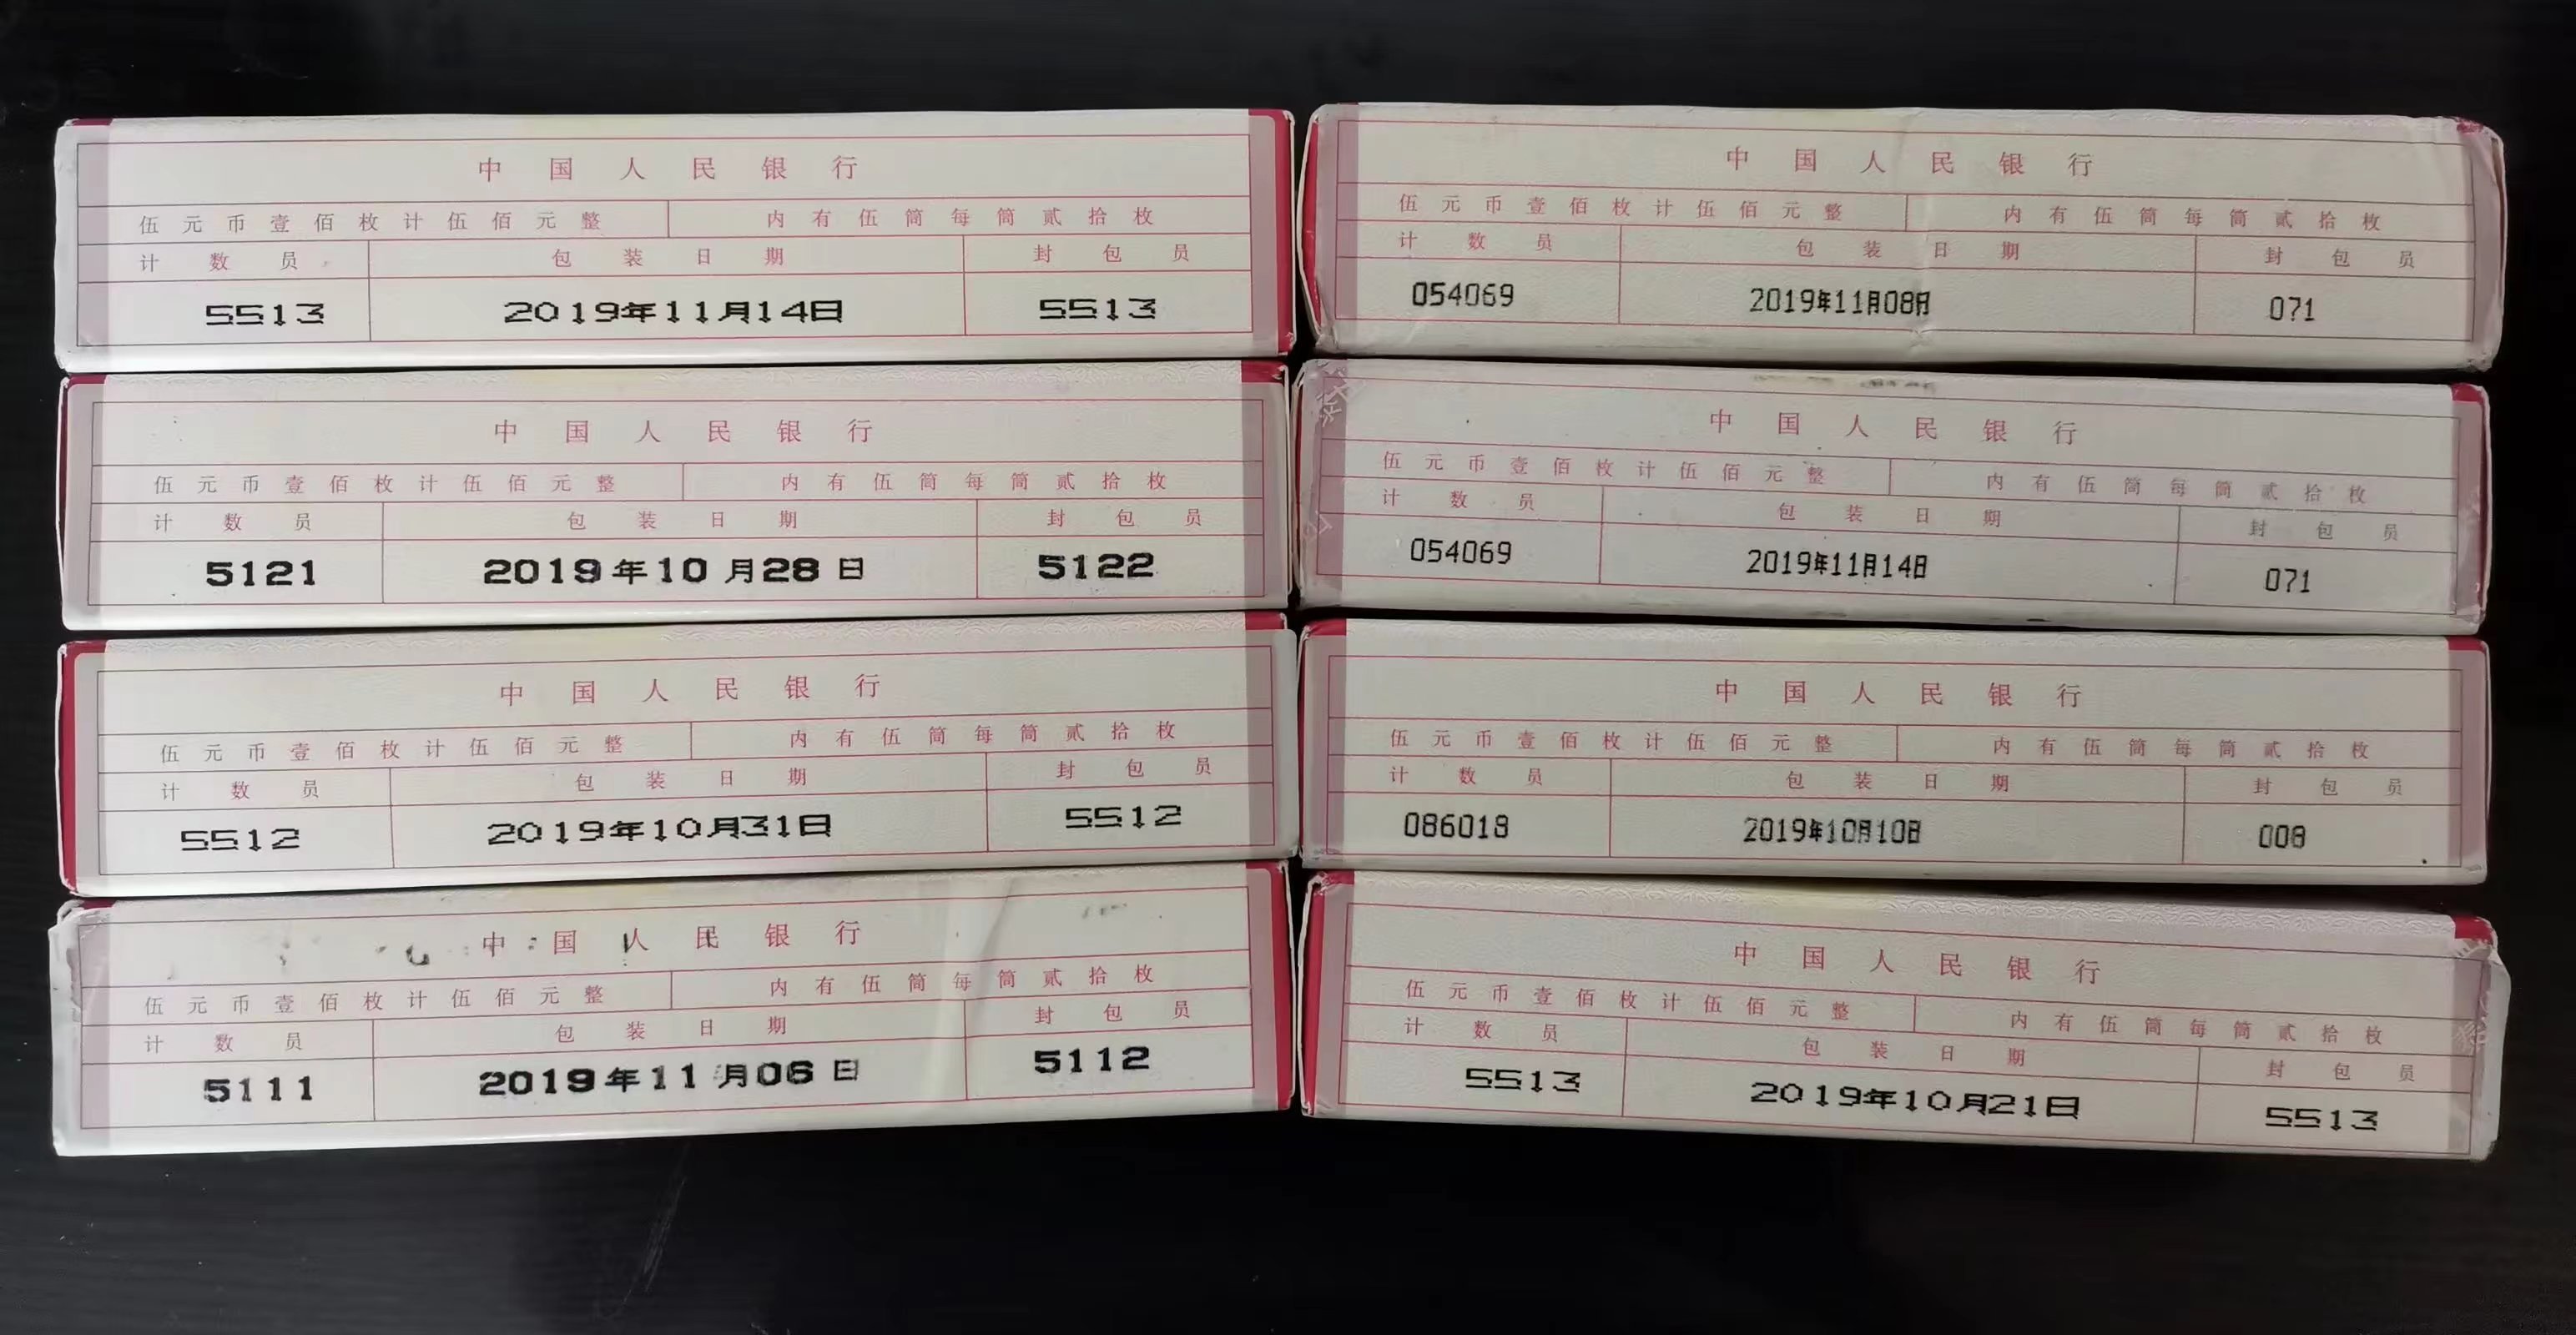 中国人民银行
伍元币壹佰枚计伍佰元整 内有伍筒每筒贰拾枚
计数员 包装日期 封包员
5513 2019年11月14日 5513
中国人民银行
伍元币壹佰枚计伍佰元整 内有伍筒每筒贰拾枚
计数员 包装日期 封包员
5121 2019年10月28日 5122
中国人民银行
伍元币壹佰枚计伍佰元整 内有伍筒每筒贰拾枚
计数员 包装日期 封包员
5512 2019年10月31日 5512
中国人民银行
伍元币壹佰枚计伍佰元整 内有伍筒每筒贰拾枚
计数员 包装日期 封包员
5111 2019年11月06日 5112
中国人民银行
伍元币壹佰枚计伍佰元整 内有伍筒每筒贰拾枚
计数员 包装日期 封包员
054069 2019年11月08日 071
中国人民银行
伍元币壹佰枚计伍佰元整 内有伍筒每筒贰拾枚
计数员 包装日期 封包员
054069 2019年11月14日 071
中国人民银行
伍元币壹佰枚计伍佰元整 内有伍筒每筒贰拾枚
计数员 包装日期 封包员
086018 2019年10月10日 008
中国人民银行
伍元币壹佰枚计伍佰元整 内有伍筒每筒贰拾枚
计数员 包装日期 封包员
5513 2019年10月21日 5513